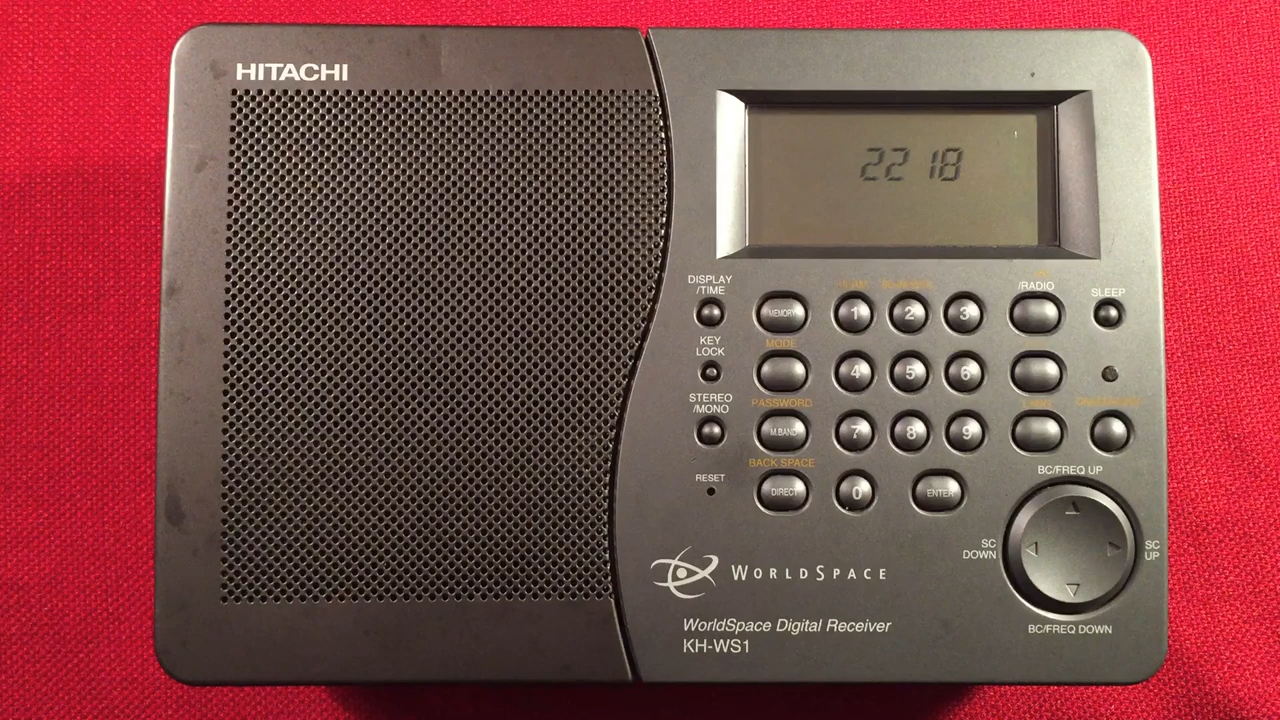 HITACHI
22 18
DISPLAY
/TIME
/RADIO
SLEEP
MEMORY
1
2
3
KEY
LOCK
MODE
4
5
6
STEREO
/MONO
PASSWORD
M.BAND
7
8
9
RESET
BACK SPACE
DIRECT
0
ENTER
BC/FREQ UP
SC
DOWN
SC
UP
BC/FREQ DOWN
WORLDSPACE
WorldSpace Digital Receiver
KH-WS1